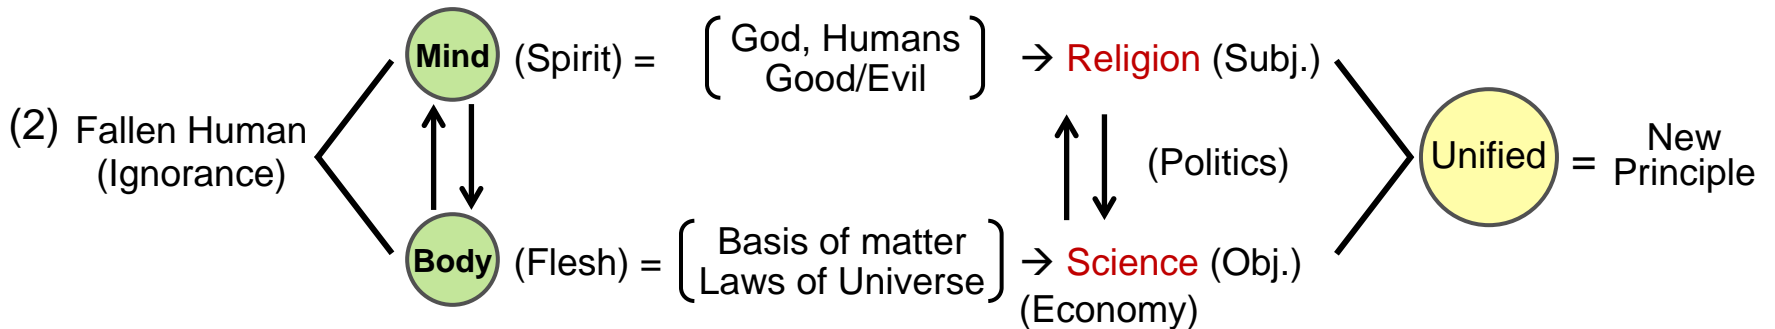 (2) Fallen Human
(Ignorance)
Mind (Spirit) = God, Humans
Good/Evil
→ Religion (Subj.)
(Politics)
Body (Flesh) = Basis of matter
Laws of Universe
→ Science (Obj.)
(Economy)
Unified = New
Principle